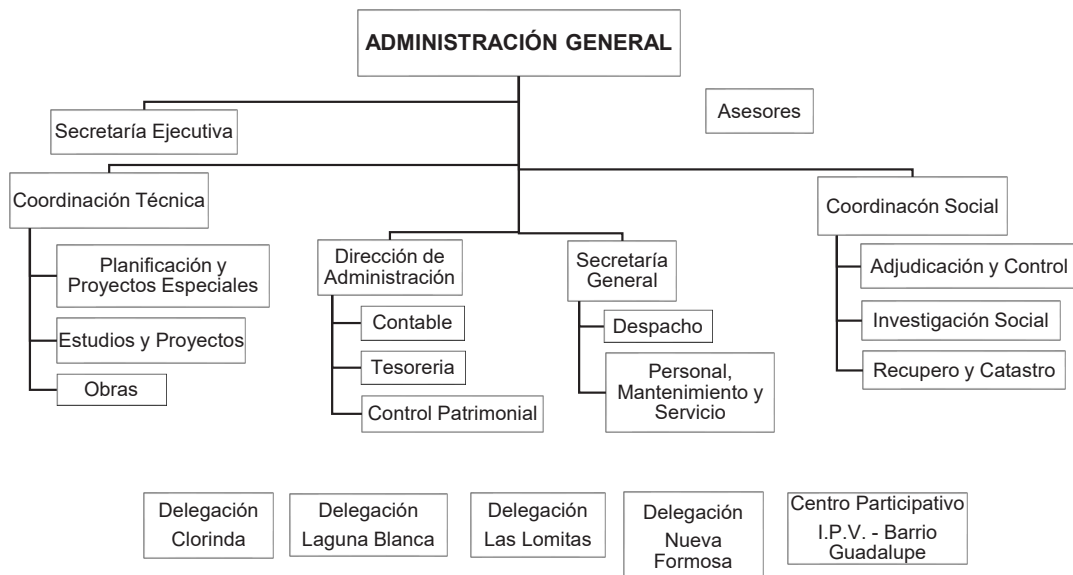 ADMINISTRACIÓN GENERAL
Asesores
Secretaría Ejecutiva
Coordinación Técnica
Coordinacón Social
Planificación y
Proyectos Especiales
Estudios y Proyectos
Obras
Dirección de
Administración
Contable
Tesoreria
Control Patrimonial
Secretaría
General
Despacho
Personal,
Mantenimiento y
Servicio
Adjudicación y Control
Investigación Social
Recupero y Catastro
Delegación
Clorinda
Delegación
Laguna Blanca
Delegación
Las Lomitas
Delegación
Nueva
Formosa
Centro Participativo
I.P.V. - Barrio
Guadalupe